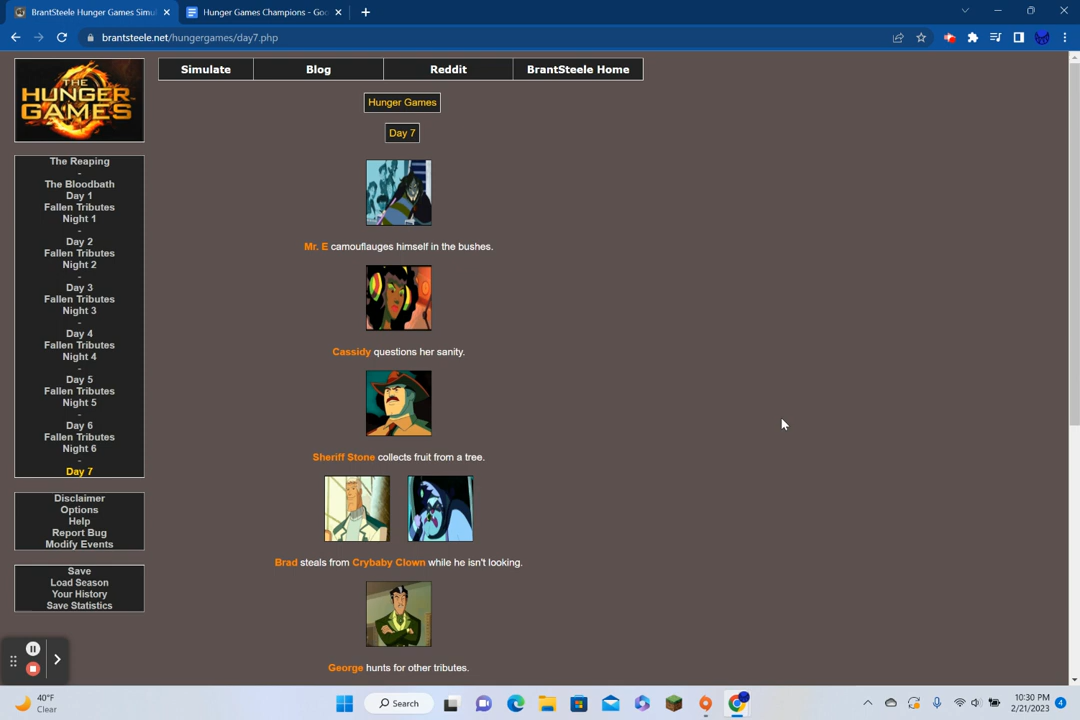 BrantSteele Hunger Games Simu
Hunger Games Champions - Goo
brantsteele.net/hungergames/day7.php
THE
HUNGER
GAMES
Simulate
Blog
Reddit
BrantSteele Home
Hunger Games
Day 7
The Reaping
-
The Bloodbath
Day 1
Fallen Tributes
Night 1
-
Day 2
Fallen Tributes
Night 2
-
Day 3
Fallen Tributes
Night 3
-
Day 4
Fallen Tributes
Night 4
-
Day 5
Fallen Tributes
Night 5
-
Day 6
Fallen Tributes
Night 6
-
Day 7
Disclaimer
Options
Help
Report Bug
Modify Events
Save
Load Season
Your History
Save Statistics
Mr. E camouflauges himself in the bushes.
Cassidy questions her sanity.
Sheriff Stone collects fruit from a tree.
Brad steals from Crybaby Clown while he isn't looking.
George hunts for other tributes.
40°F
Clear
Search
10:30 PM
2/21/2023
4